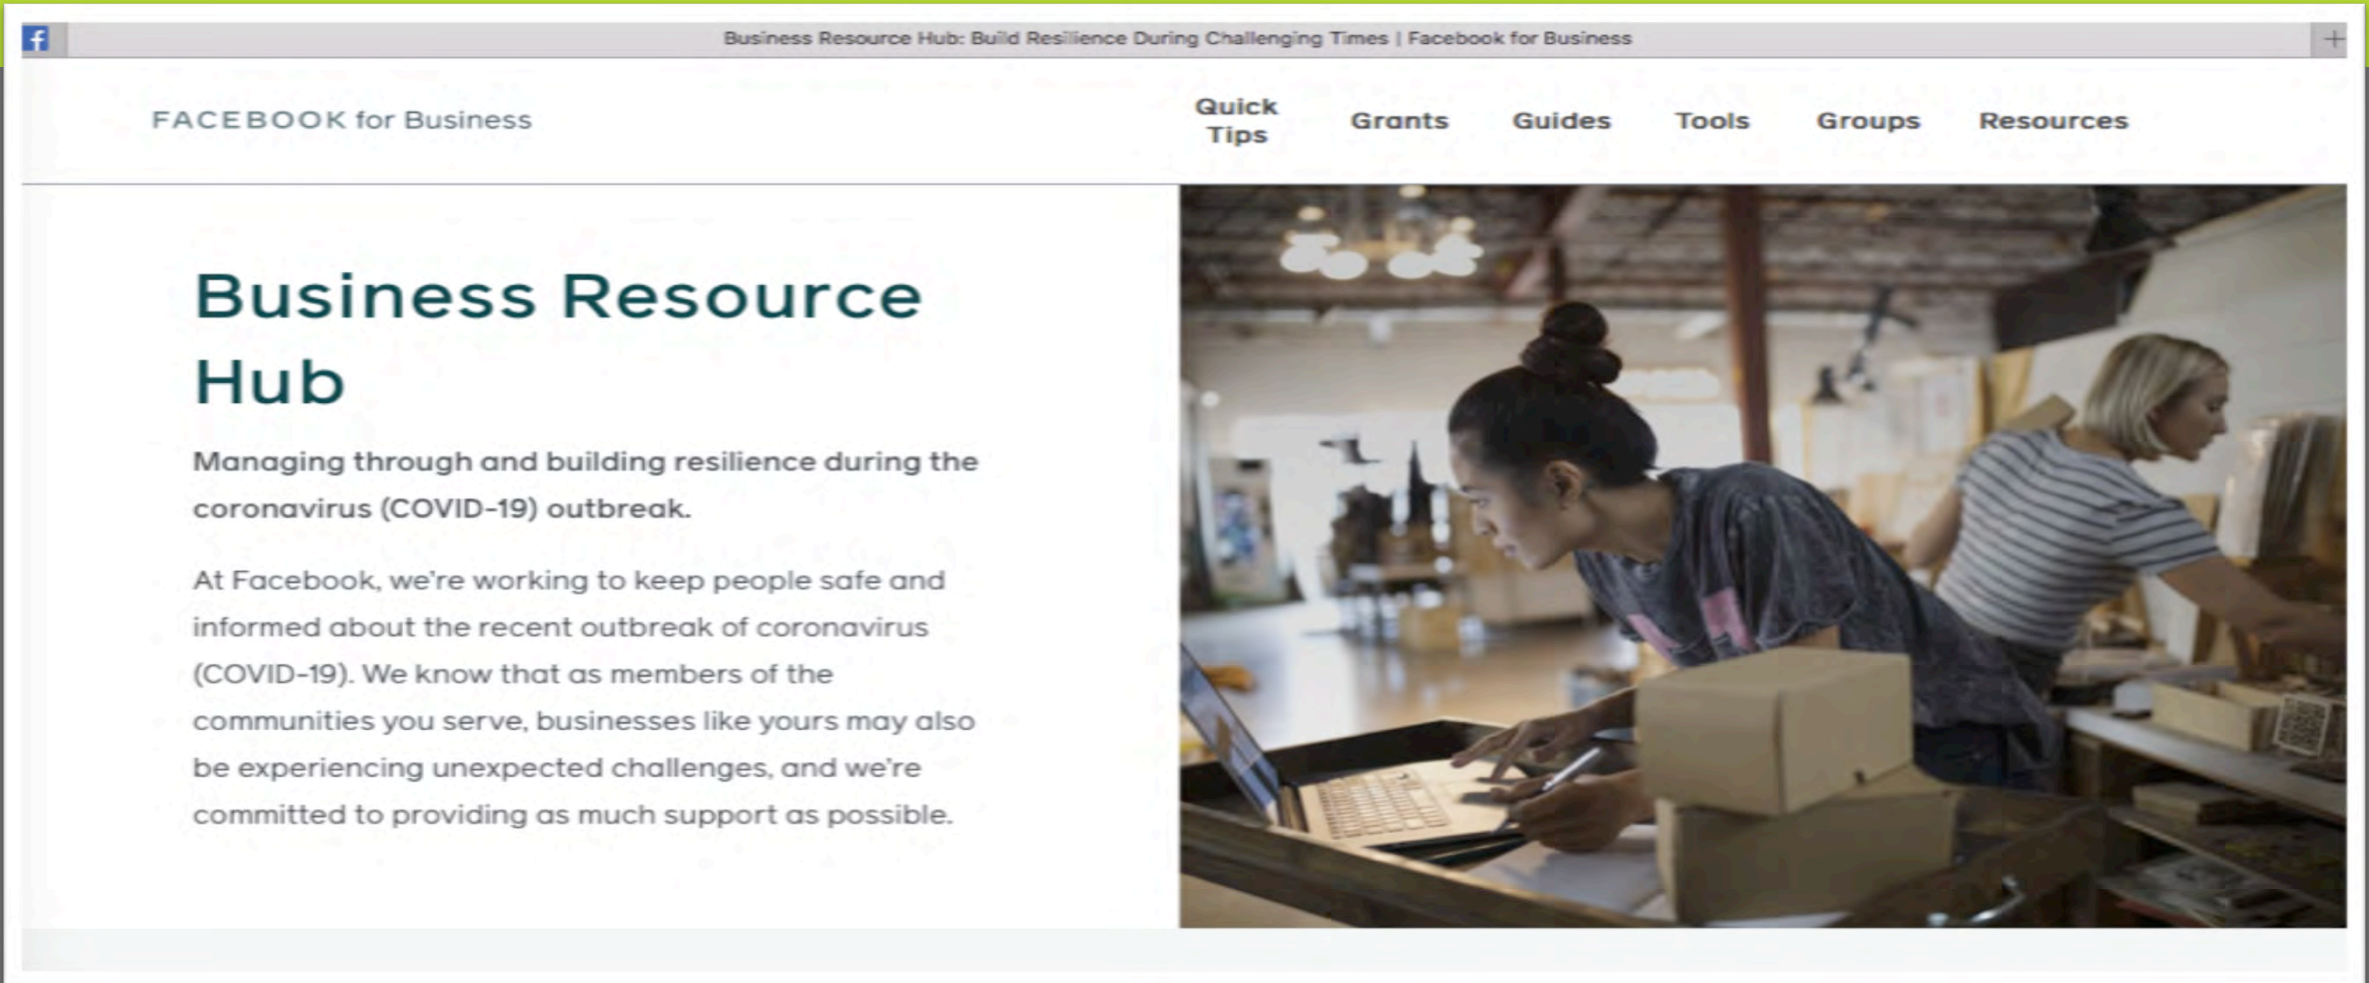 Business Resource Hub: Build Resilience During Challenging Times | Facebook for Business
FACEBOOK for Business
Quick
Tips
Grants
Guides
Tools
Groups
Resources
Business Resource
Hub
Managing through and building resilience during the
coronavirus (COVID-19) outbreak.
At Facebook, we're working to keep people safe and
informed about the recent outbreak of coronavirus
(COVID-19). We know that as members of the
communities you serve, businesses like yours may also
be experiencing unexpected challenges, and we're
committed to providing as much support as possible.